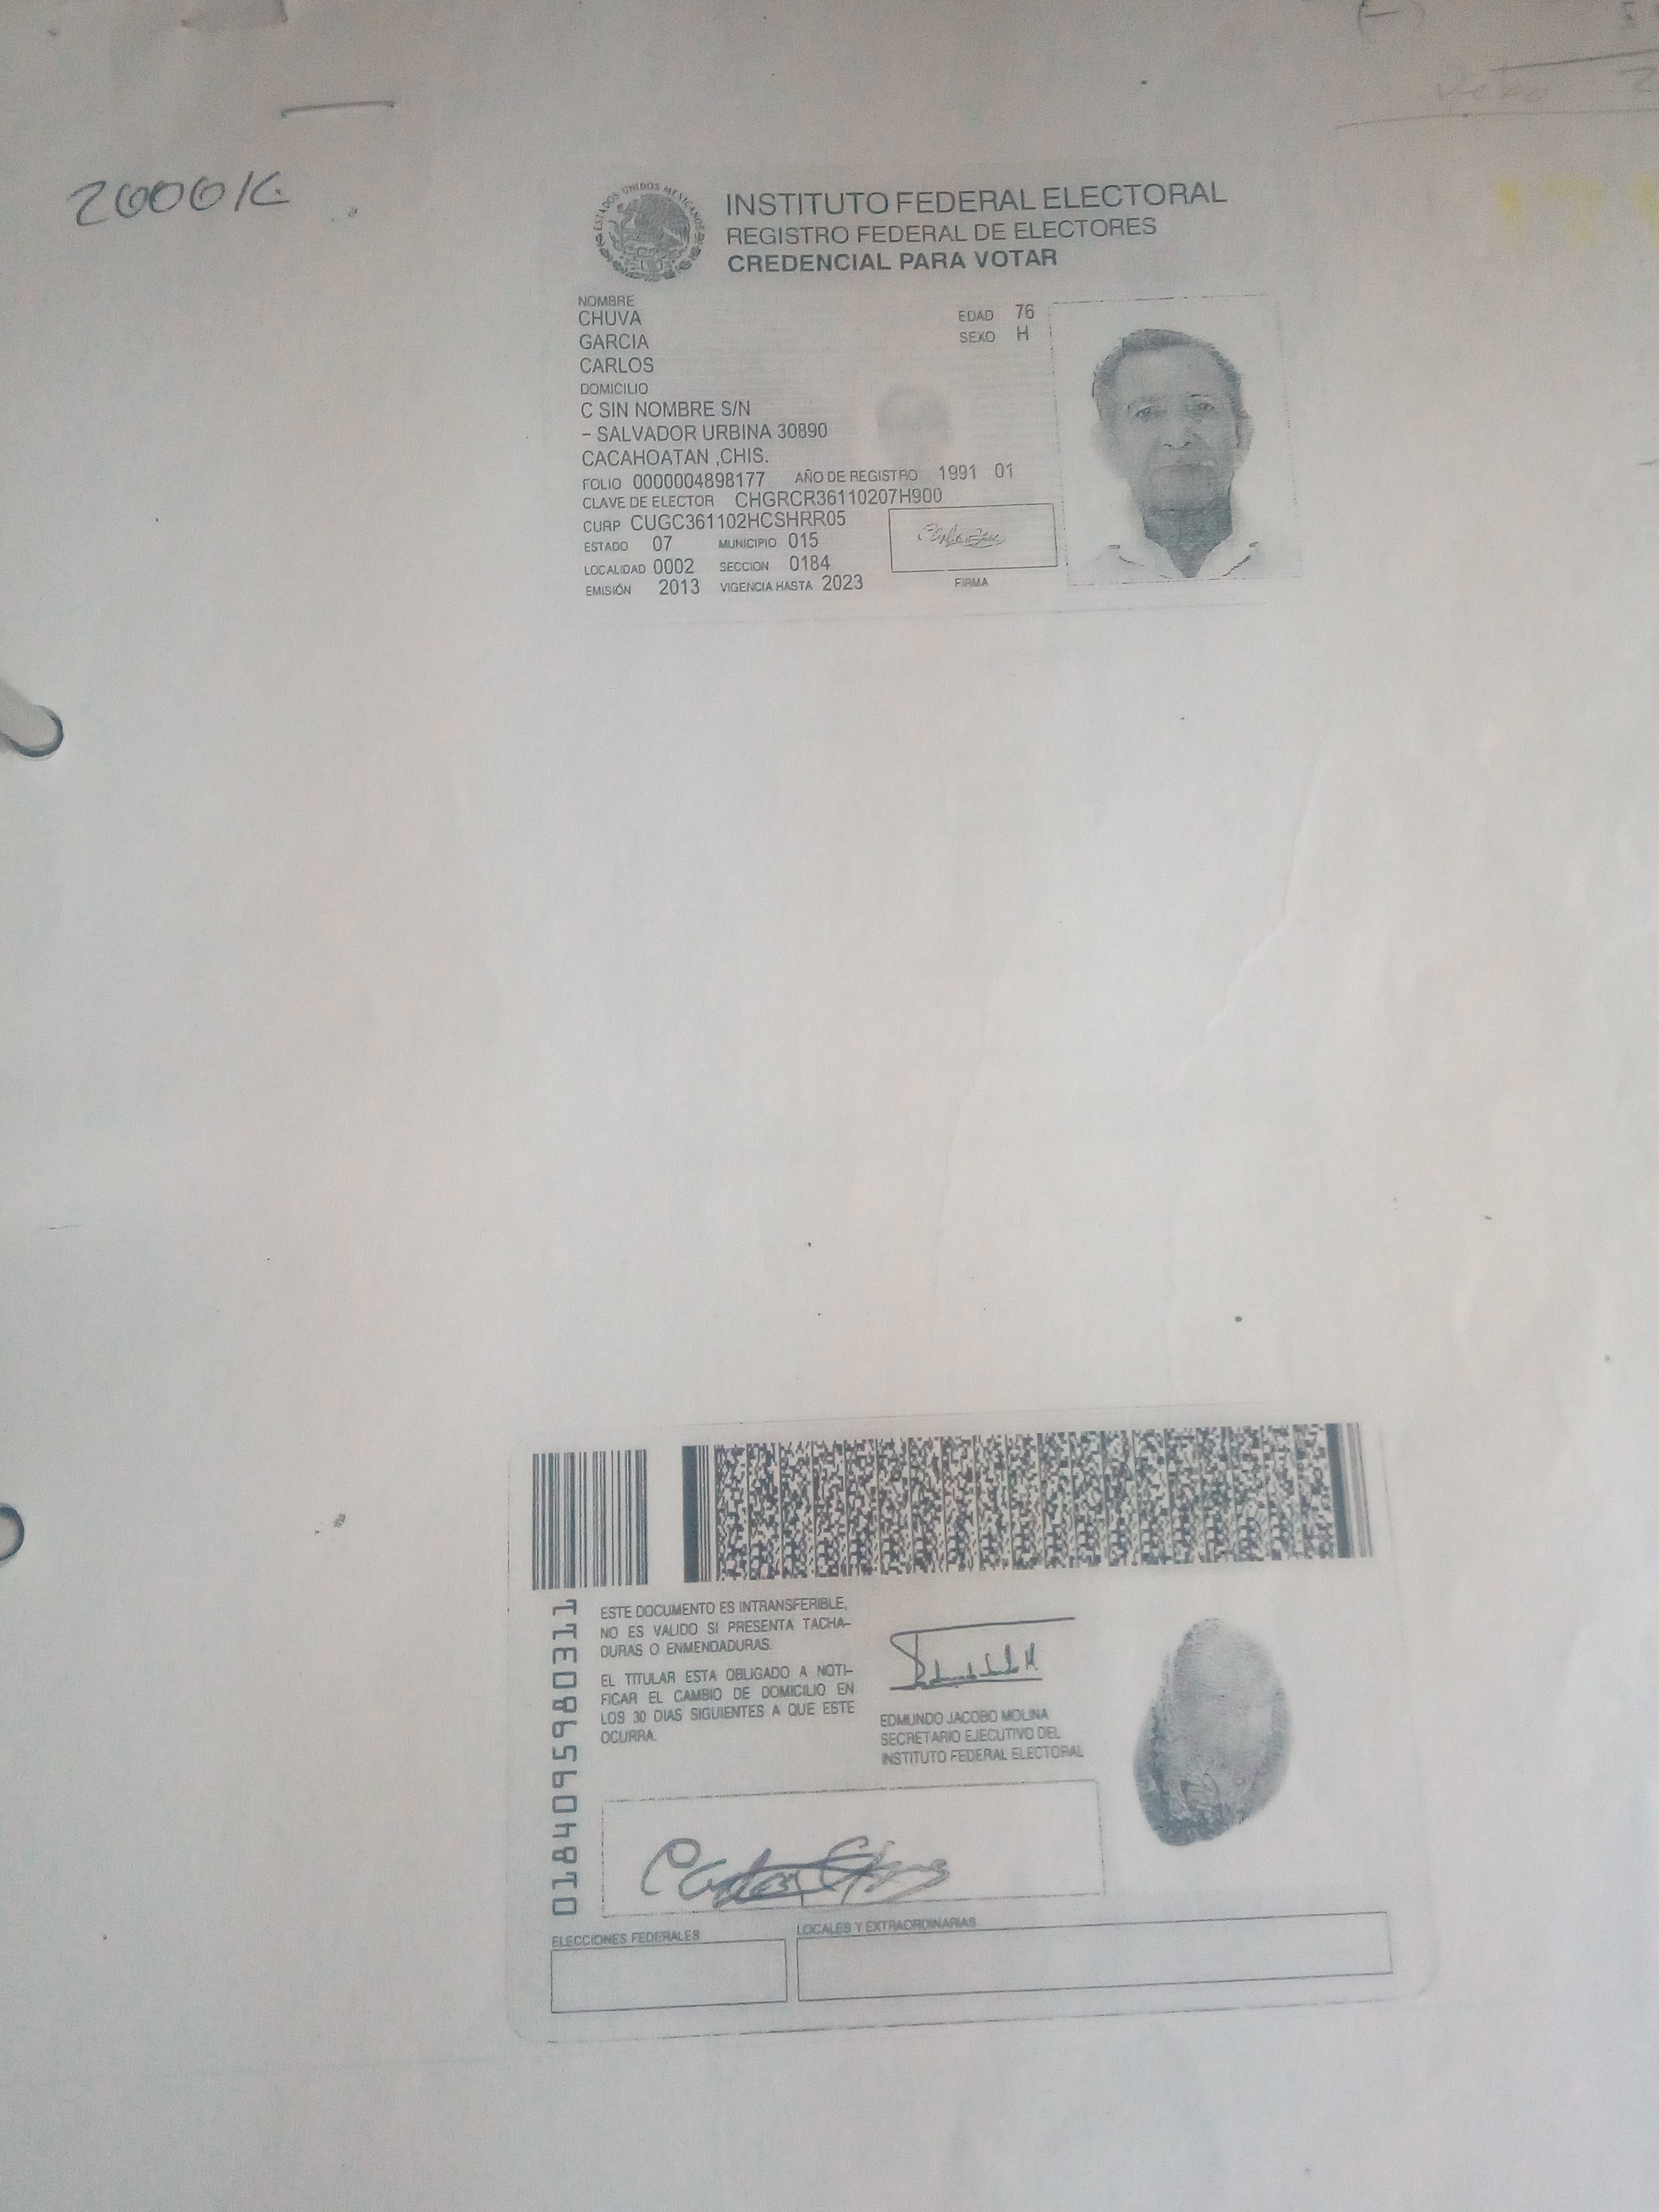 2000 K
ESTADOS UNIDOS MEXICANOS
INSTITUTO FEDERAL ELECTORAL
REGISTRO FEDERAL DE ELECTORES
CREDENCIAL PARA VOTAR
NOMBRE
CHUVA
GARCIA
CARLOS
EDAD 76
SEXO H
DOMICILIO
C SIN NOMBRE S/N
- SALVADOR URBINA 30890
CACAHOATAN ,CHIS.
FOLIO 0000004898177 AÑO DE REGISTRO 1991 01
CLAVE DE ELECTOR CHGRCR36110207H900
CURP CUGC361102HCSHRR05
ESTADO 07 MUNICIPIO 015
LOCALIDAD 0002 SECCION 0184
EMISIÓN 2013 VIGENCIA HASTA 2023
FIRMA
0184095980311
ESTE DOCUMENTO ES INTRANSFERIBLE,
NO ES VALIDO SI PRESENTA TACHA-
DURAS O ENMENDADURAS.
EL TITULAR ESTA OBLIGADO A NOTI-
FICAR EL CAMBIO DE DOMICILIO EN
LOS 30 DIAS SIGUIENTES A QUE ESTE
OCURRA.
EDMUNDO JACOBO MOLINA
SECRETARIO EJECUTIVO DEL
INSTITUTO FEDERAL ELECTORAL
ELECCIONES FEDERALES
LOCALES Y EXTRAORDINARIAS